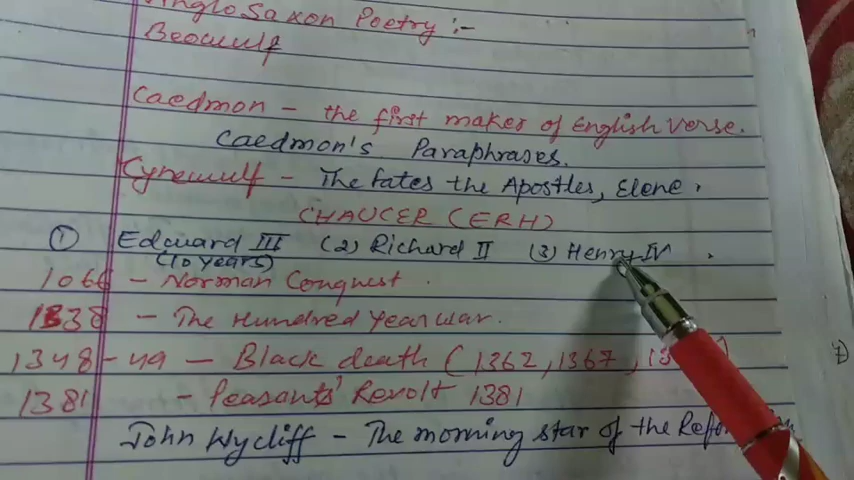 Anglo Saxon Poetry :-
Beowulf
Caedmon - the first maker of English verse.
Caedmon's Paraphrases.
Cynewulf - The Fates the Apostles, Elene.
CHAUCER (ERH)
① Edward III (2) Richard II (3) Henry IV .
(10 years)
1066 - Norman Conquest .
1338 - The Hundred Year war.
1348-49 - Black death (1362, 1367,
1381 - Peasants' Revolt 1381
John Wycliff - The morning star of the